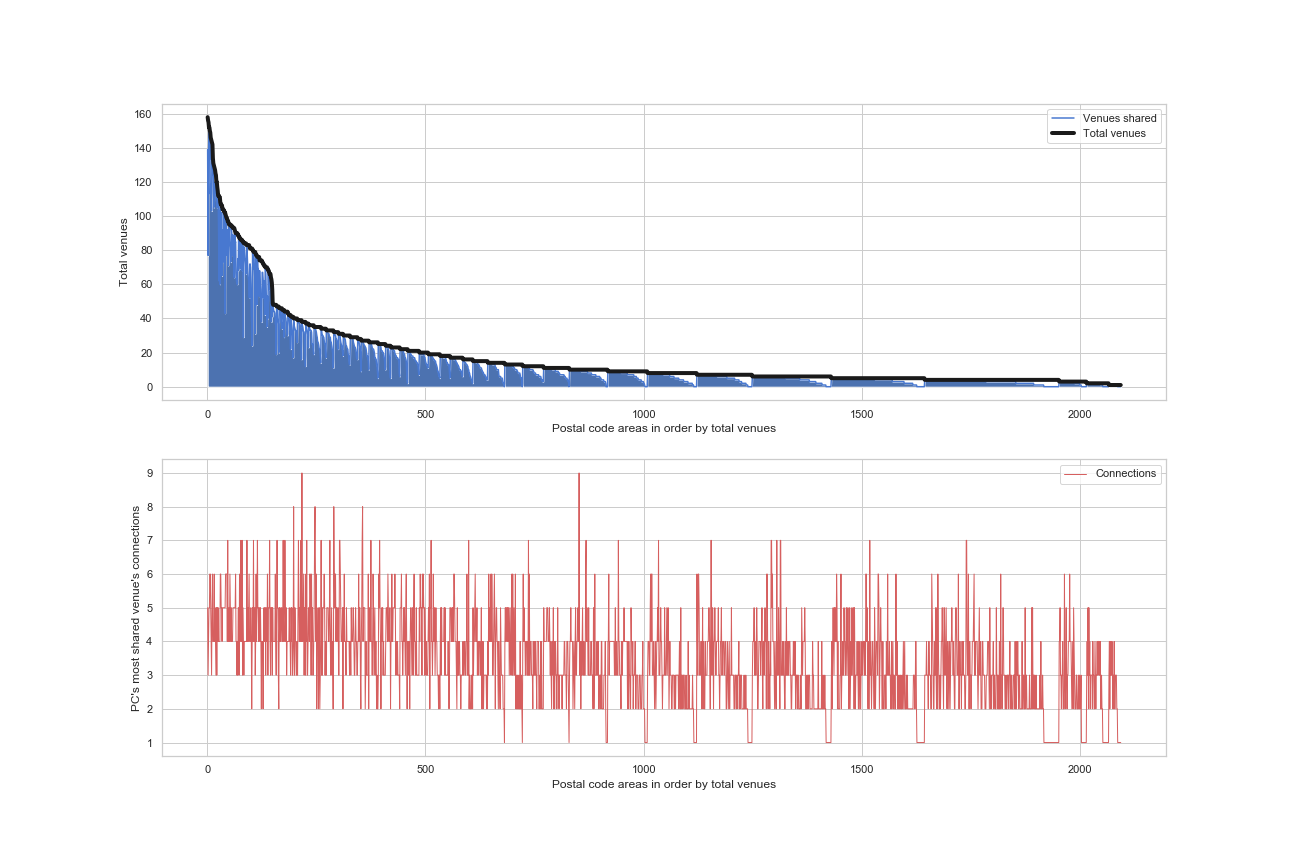 160
140
120
100
80
60
40
20
0
Total venues
Venues shared
Total venues
0 500 1000 1500 2000
Postal code areas in order by total venues
9
8
7
6
5
4
3
2
1
PC's most shared venue's connections
Connections
0 500 1000 1500 2000
Postal code areas in order by total venues